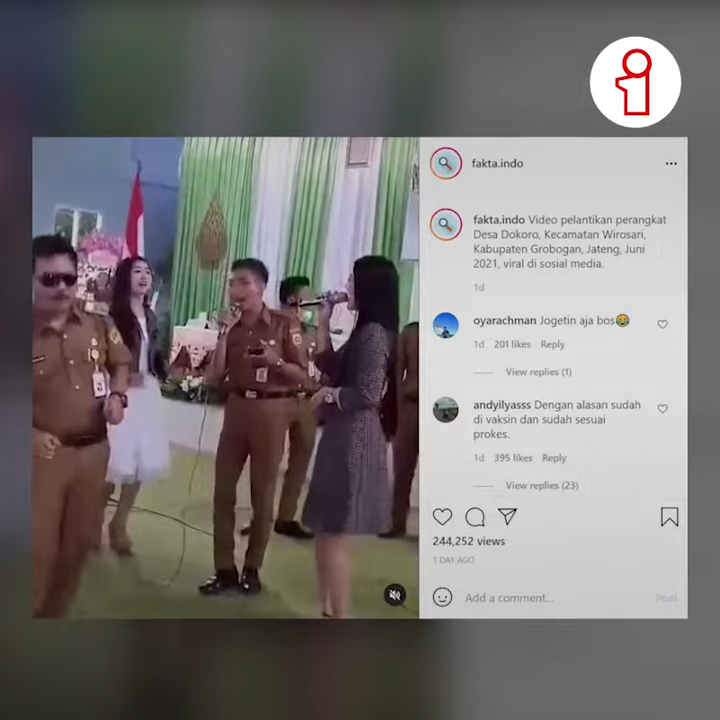 fakta.indo
fakta.indo Video pelantikan perangkat
Desa Dokoro, Kecamatan Wirosari,
Kabupaten Grobogan, Jateng, Juni
2021, viral di sosial media.
1d
oyarachman Jogetin aja bos😂
1d 201 likes Reply
View replies (1)
andyilyasss Dengan alasan sudah
di vaksin dan sudah sesuai
prokes.
1d 395 likes Reply
View replies (23)
244,252 views
1 DAY AGO
Add a comment...
Post